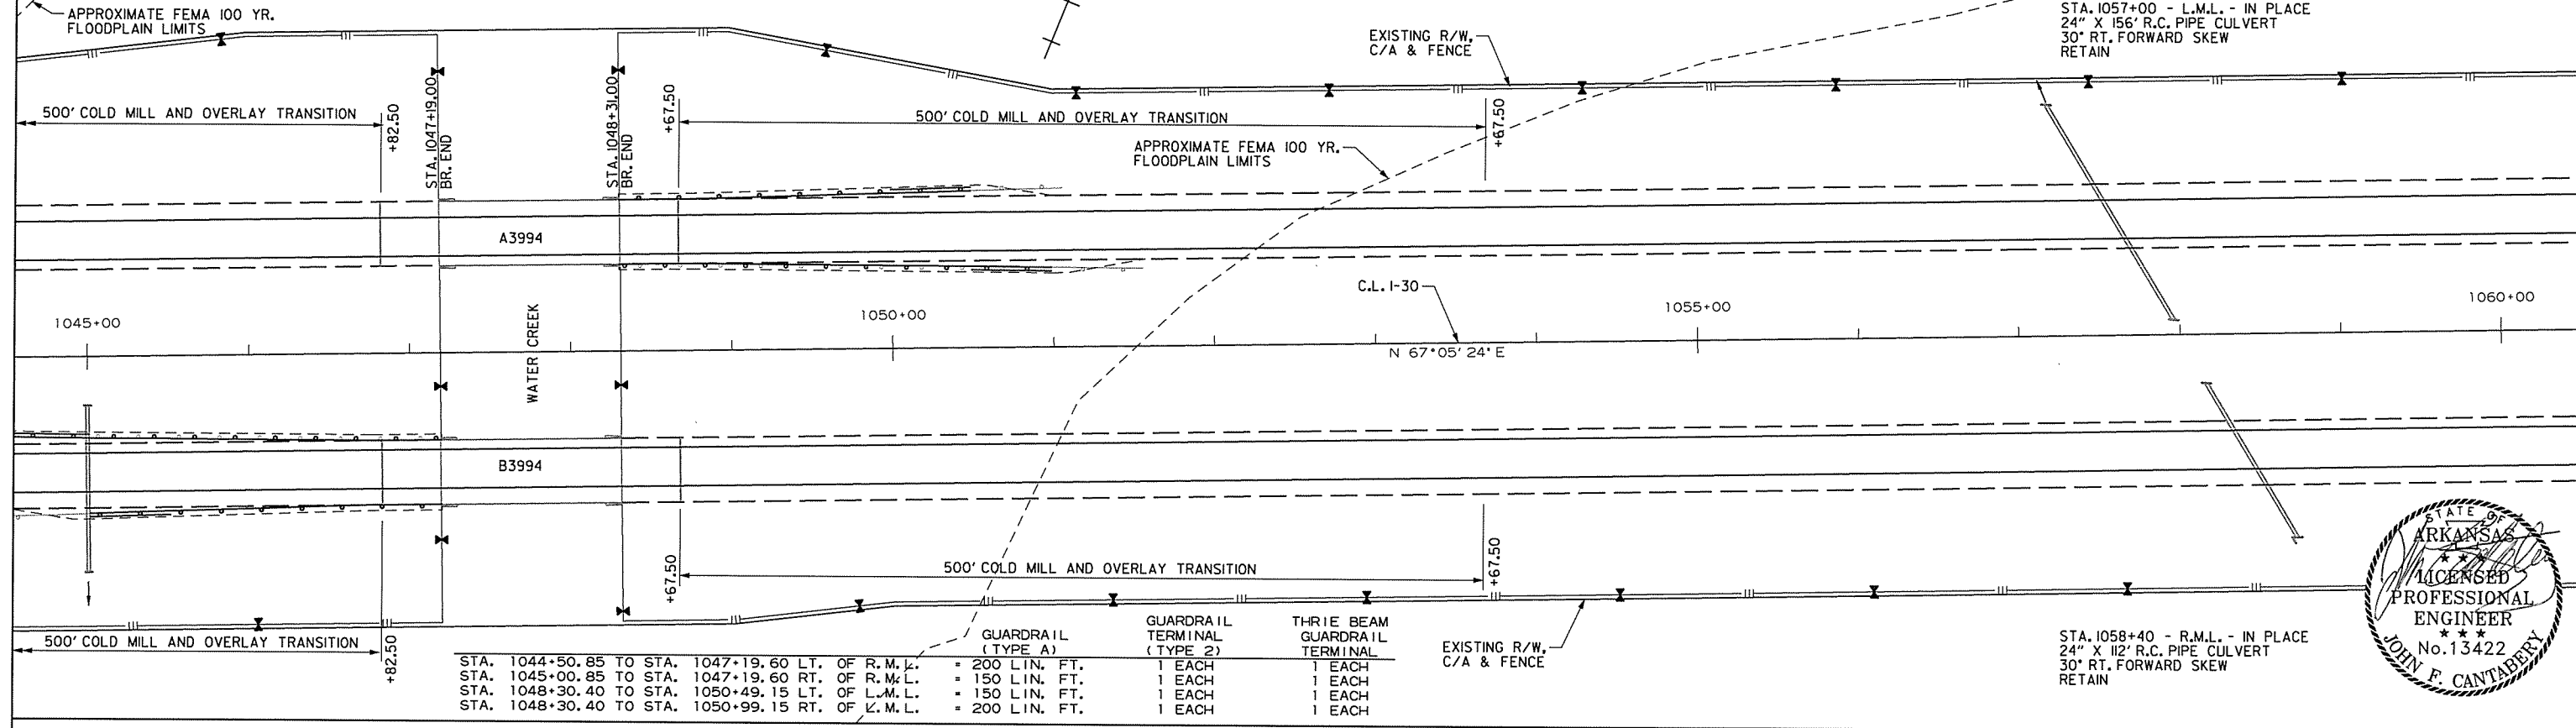 APPROXIMATE FEMA 100 YR.
FLOODPLAIN LIMITS
STA. 1057+00 - L.M.L. - IN PLACE
24" X 156' R.C. PIPE CULVERT
30° RT. FORWARD SKEW
RETAIN
EXISTING R/W,
C/A & FENCE
500' COLD MILL AND OVERLAY TRANSITION
+82.50
STA. 1047+19.00
BR. END
STA. 1048+31.00
BR. END
+67.50
500' COLD MILL AND OVERLAY TRANSITION
+67.50
APPROXIMATE FEMA 100 YR.
FLOODPLAIN LIMITS
A3994
C.L. I-30
1045+00
1050+00
1055+00
1060+00
WATER CREEK
N 67°05'24" E
B3994
+67.50
500' COLD MILL AND OVERLAY TRANSITION
+67.50
500' COLD MILL AND OVERLAY TRANSITION
+82.50
GUARDRAIL (TYPE A) GUARDRAIL TERMINAL (TYPE 2) THRIE BEAM GUARDRAIL TERMINAL
STA. 1044+50.85 TO STA. 1047+19.60 LT. OF R.M.L. = 200 LIN. FT. 1 EACH 1 EACH
STA. 1045+00.85 TO STA. 1047+19.60 RT. OF R.M.L. = 150 LIN. FT. 1 EACH 1 EACH
STA. 1048+30.40 TO STA. 1050+49.15 LT. OF L.M.L. = 150 LIN. FT. 1 EACH 1 EACH
STA. 1048+30.40 TO STA. 1050+99.15 RT. OF L.M.L. = 200 LIN. FT. 1 EACH 1 EACH
EXISTING R/W,
C/A & FENCE
STA. 1058+40 - R.M.L. - IN PLACE
24" X 112' R.C. PIPE CULVERT
30° RT. FORWARD SKEW
RETAIN
STATE OF
ARKANSAS
LICENSED
PROFESSIONAL
ENGINEER
No. 13422
JOHN F. CANTABERY